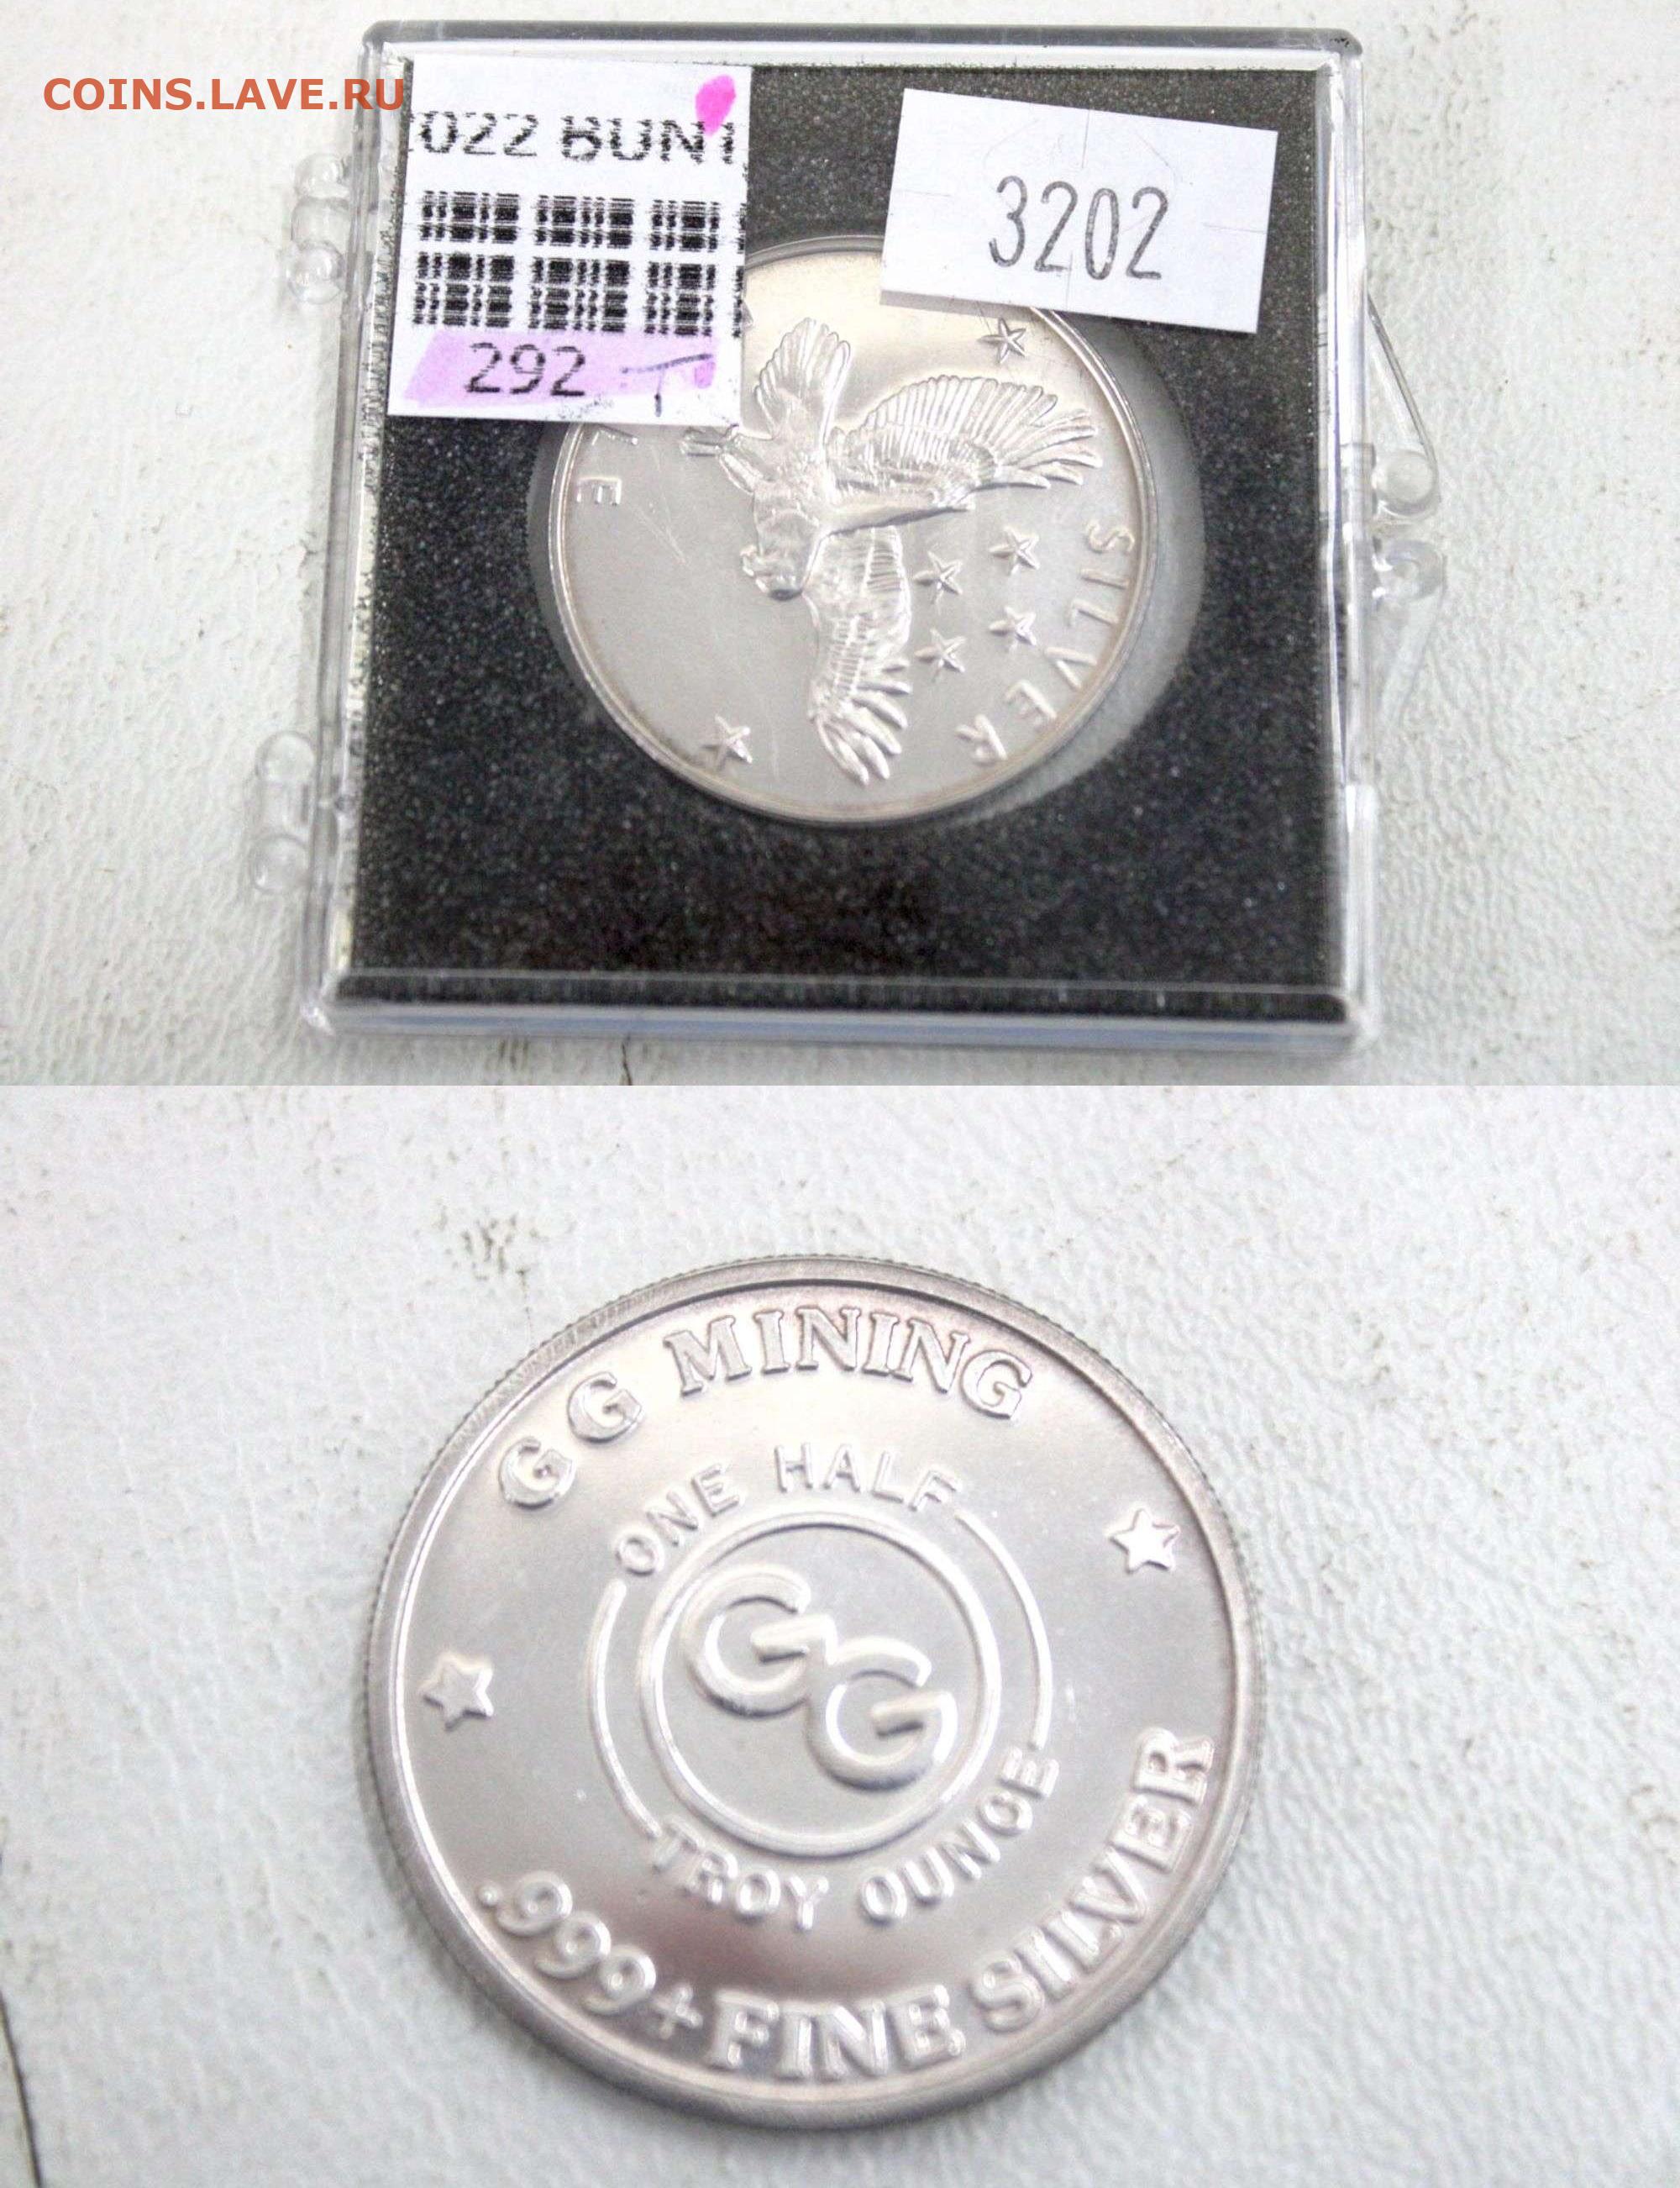 COINS.LAVE.RU
022 BUN
3202
292 T
SILVER
GG MINING
ONE HALF
GG
TROY OUNCE
.999+ FINE SILVER